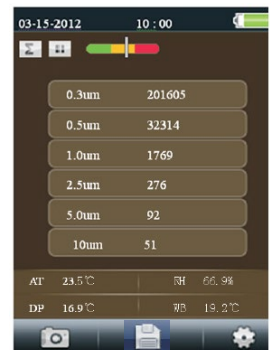 03-15-2012 10:00
Σ
0.3um 201605
0.5um 32314
1.0um 1769
2.5um 276
5.0um 92
10um 51
AT 23.5℃ RH 66.9%
DP 16.9℃ WB 19.2℃